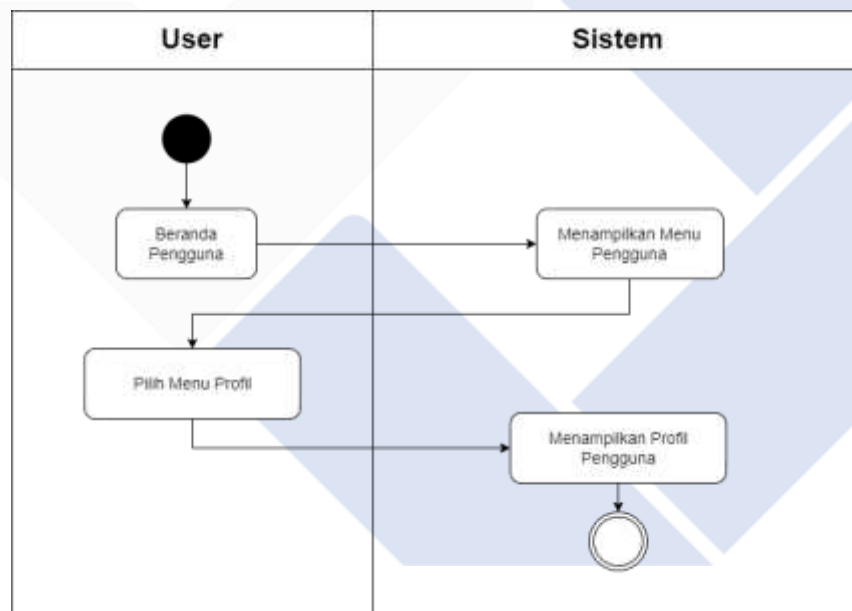 User
Sistem
Beranda
Pengguna
Menampilkan Menu
Pengguna
Pilih Menu Profil
Menampilkan Profil
Pengguna